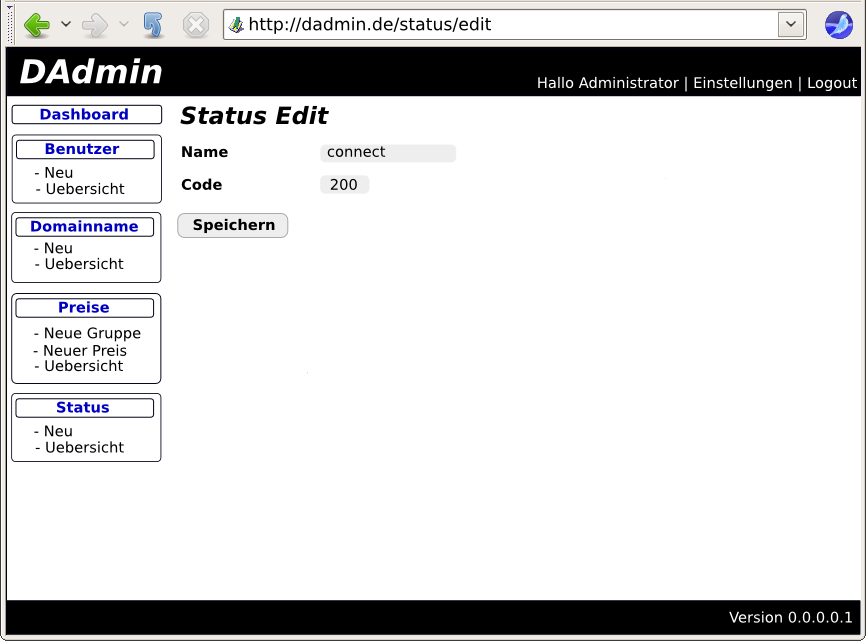 http://dadmin.de/status/edit
DAdmin
Hallo Administrator | Einstellungen | Logout
Dashboard
Benutzer
- Neu
- Uebersicht
Domainname
- Neu
- Uebersicht
Preise
- Neue Gruppe
- Neuer Preis
- Uebersicht
Status
- Neu
- Uebersicht
Status Edit
Name connect
Code 200
Speichern
Version 0.0.0.0.1